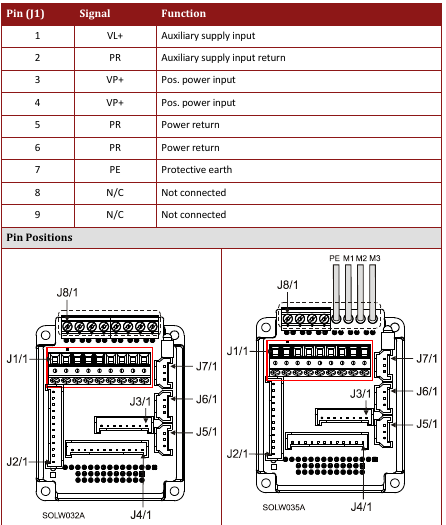 Pin (J1) Signal Function
1 VL+ Auxiliary supply input
2 PR Auxiliary supply input return
3 VP+ Pos. power input
4 VP+ Pos. power input
5 PR Power return
6 PR Power return
7 PE Protective earth
8 N/C Not connected
9 N/C Not connected
Pin Positions
J8/1
J1/1
J7/1
J6/1
J3/1
J5/1
J2/1
J4/1
SOLW032A
PE M1 M2 M3
J8/1
J1/1
J7/1
J6/1
J3/1
J5/1
J2/1
J4/1
SOLW035A